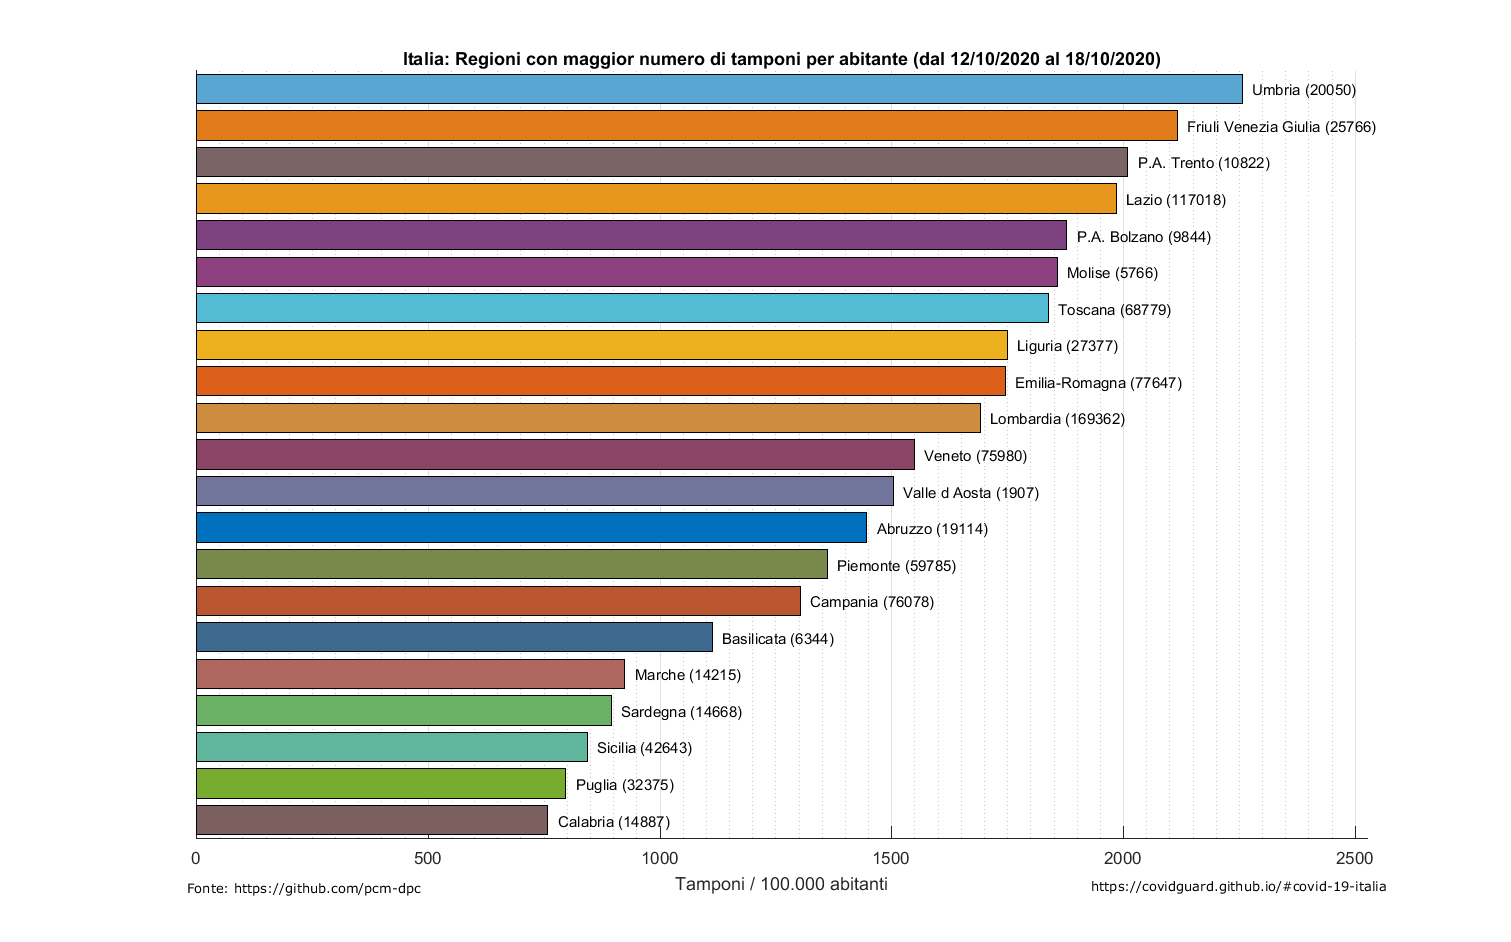 Italia: Regioni con maggior numero di tamponi per abitante (dal 12/10/2020 al 18/10/2020)
Umbria (20050)
Friuli Venezia Giulia (25766)
P.A. Trento (10822)
Lazio (117018)
P.A. Bolzano (9844)
Molise (5766)
Toscana (68779)
Liguria (27377)
Emilia-Romagna (77647)
Lombardia (169362)
Veneto (75980)
Valle d Aosta (1907)
Abruzzo (19114)
Piemonte (59785)
Campania (76078)
Basilicata (6344)
Marche (14215)
Sardegna (14668)
Sicilia (42643)
Puglia (32375)
Calabria (14887)
0 500 1000 1500 2000 2500
Tamponi / 100.000 abitanti
Fonte: https://github.com/pcm-dpc
https://covidguard.github.io/#covid-19-italia